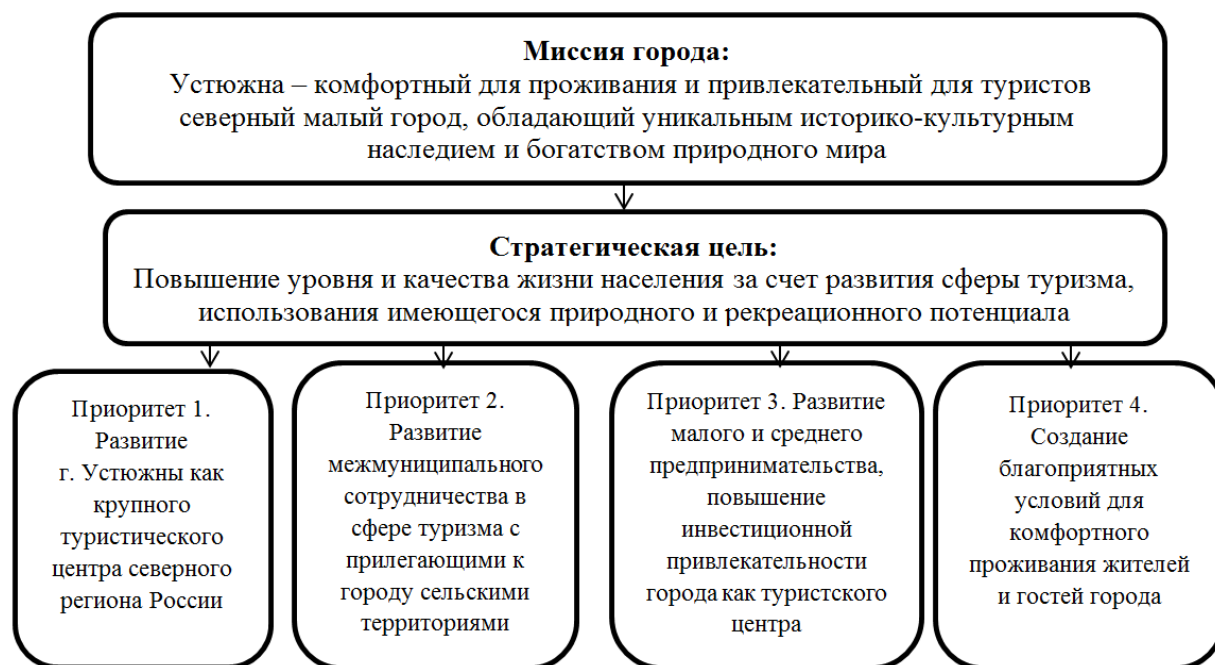 Миссия города:
Устюжна – комфортный для проживания и привлекательный для туристов
северный малый город, обладающий уникальным историко-культурным
наследием и богатством природного мира
Стратегическая цель:
Повышение уровня и качества жизни населения за счет развития сферы туризма,
использования имеющегося природного и рекреационного потенциала
Приоритет 1.
Развитие
г. Устюжны как
крупного
туристического
центра северного
региона России
Приоритет 2.
Развитие
межмуниципального
сотрудничества в
сфере туризма с
прилегающими к
городу сельскими
территориями
Приоритет 3. Развитие
малого и среднего
предпринимательства,
повышение
инвестиционной
привлекательности
города как туристского
центра
Приоритет 4.
Создание
благоприятных
условий для
комфортного
проживания жителей
и гостей города